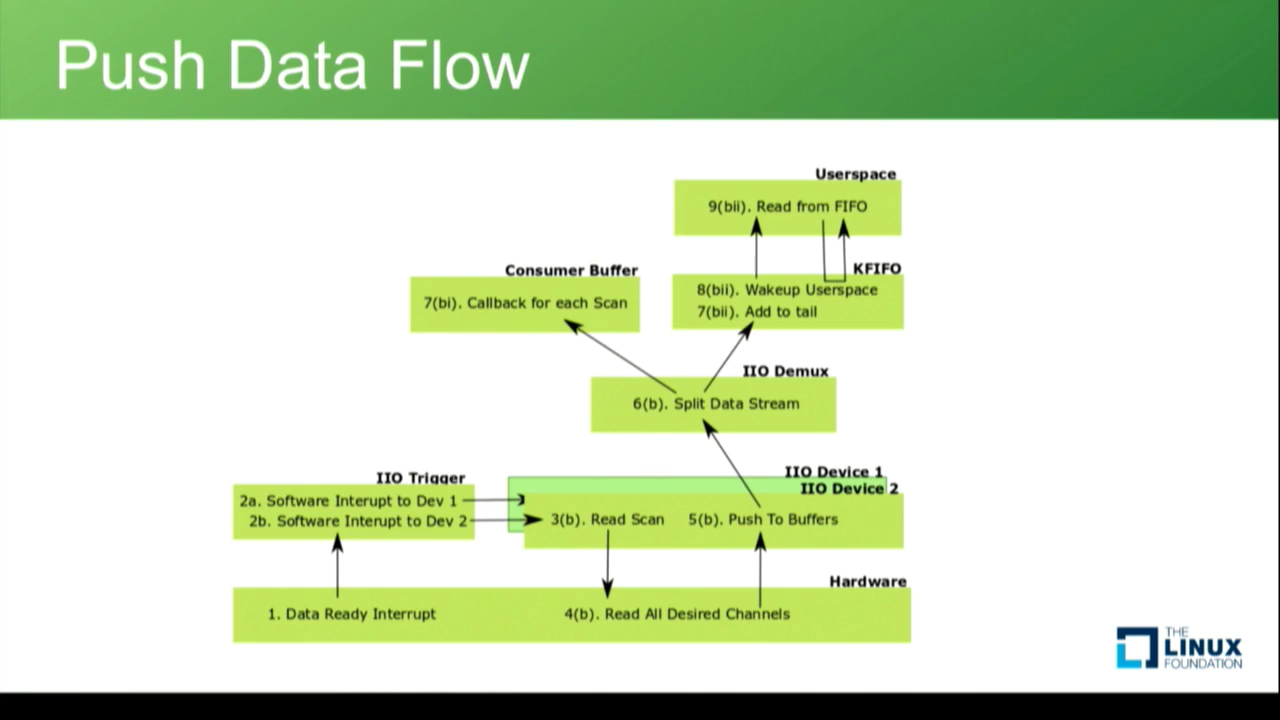 Push Data Flow
Userspace
9(bii). Read from FIFO
KFIFO
8(bii). Wakeup Userspace
7(bii). Add to tail
Consumer Buffer
7(bi). Callback for each Scan
IIO Demux
6(b). Split Data Stream
IIO Device 1
IIO Device 2
3(b). Read Scan
5(b). Push To Buffers
IIO Trigger
2a. Software Interupt to Dev 1
2b. Software Interupt to Dev 2
Hardware
1. Data Ready Interrupt
4(b). Read All Desired Channels
THE
LINUX
FOUNDATION